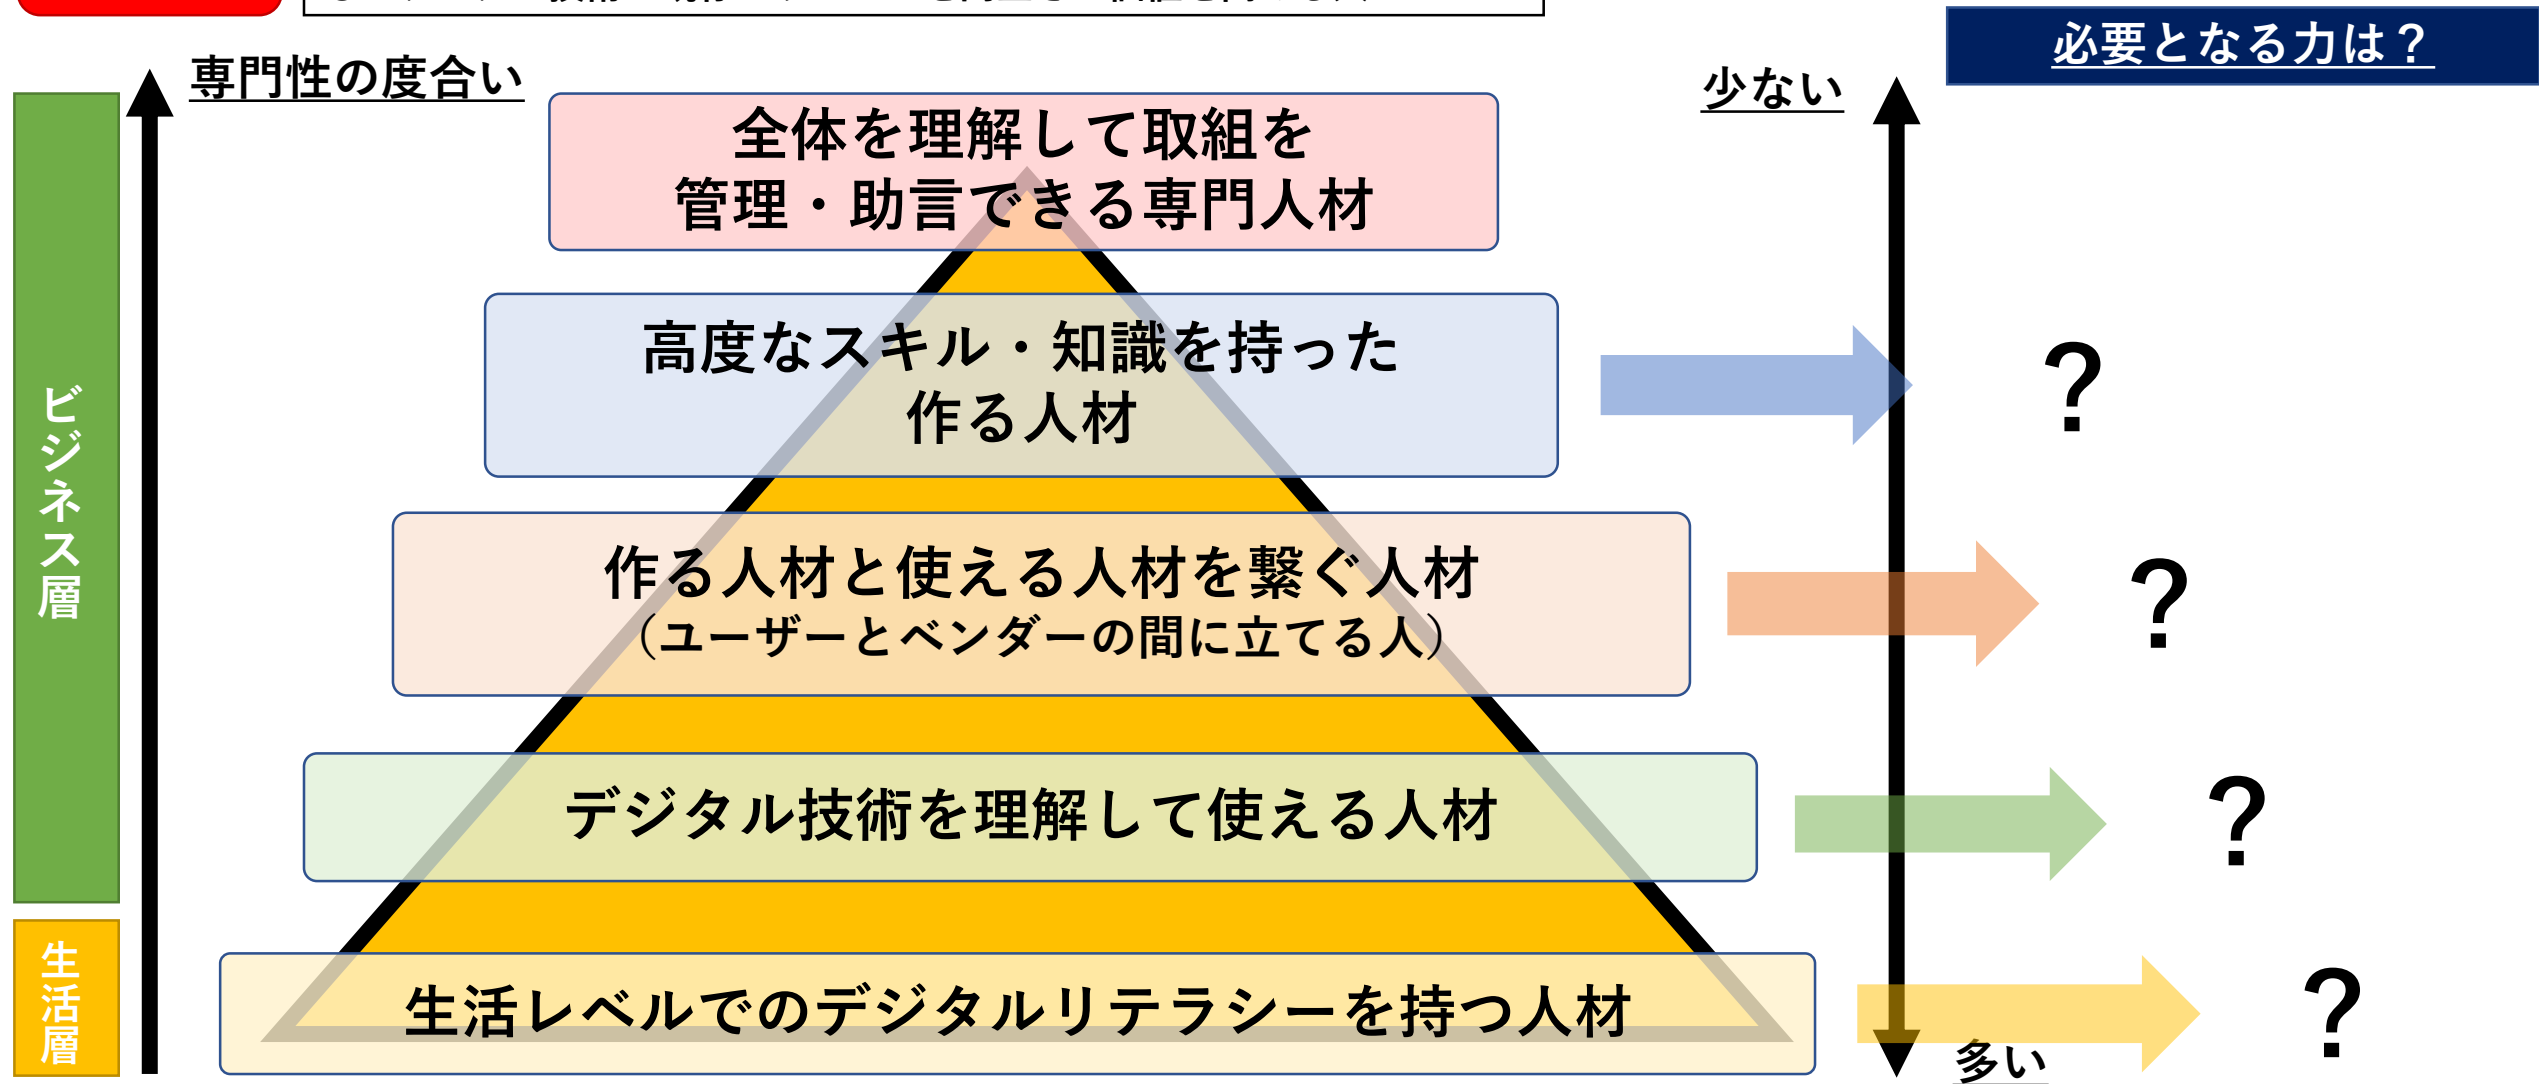 必要となる力は？
専門性の度合い
少ない
全体を理解して取組を
管理・助言できる専門人材
高度なスキル・知識を持った
作る人材
？
ビジネス層
作る人材と使える人材を繋ぐ人材
（ユーザーとベンダーの間に立てる人）
？
デジタル技術を理解して使える人材
？
生活層
生活レベルでのデジタルリテラシーを持つ人材
？
多い